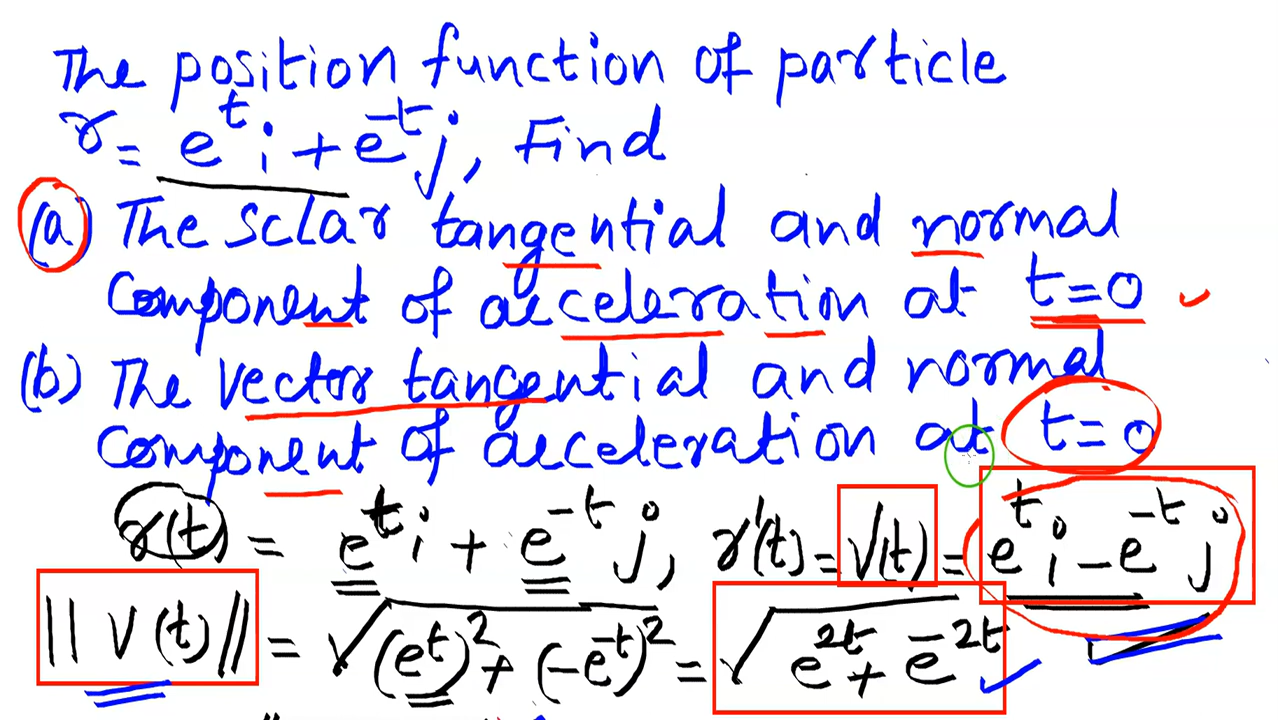 The position function of particle
r = e^t i + e^-t j, Find
(a) The Sclar tangential and normal
Component of acceleration at t=0
(b) The Vector tangential and normal
Component of acceleration at t=0
r(t) = e^t i + e^-t j, r'(t) = V(t) = e^t i - e^-t j
|| V(t) || = √(e^t)^2 + (-e^-t)^2 = √e^2t + e^-2t